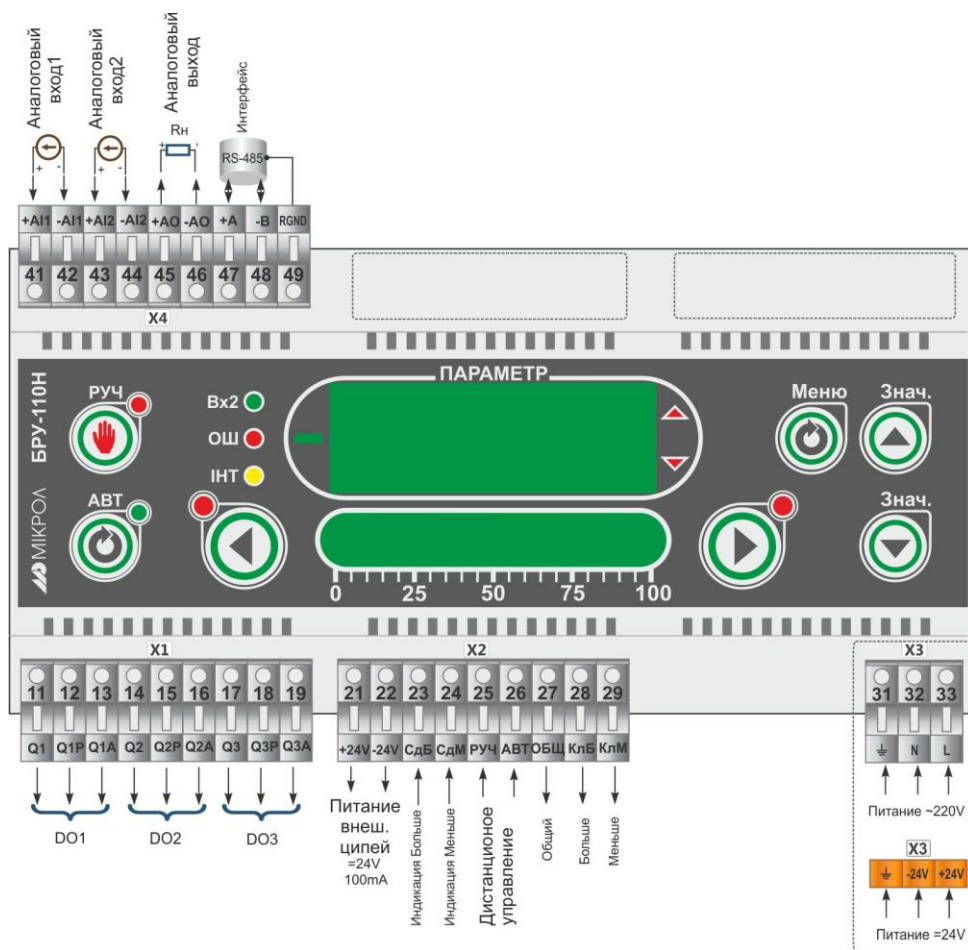 Аналоговый
вход1
Аналоговый
вход2
Аналоговый
выход
Интерфейс
Rн
RS-485
+ - + - + -
+AI1 -AI1 +AI2 -AI2 +AO -AO +A -B RGND
41 42 43 44 45 46 47 48 49
X4
БРУ-110Н
МІКРОЛ
РУЧ
АВТ
Вх2
ОШ
ІНТ
ПАРАМЕТР
0 25 50 75 100
Меню
Знач.
Знач.
X1
11 12 13 14 15 16 17 18 19
Q1 Q1P Q1A Q2 Q2P Q2A Q3 Q3P Q3A
DO1 DO2 DO3
X2
21 22 23 24 25 26 27 28 29
+24V -24V СдБ СдМ РУЧ АВТ ОБЩ КлБ КлМ
Питание
внеш.
ципей
=24V
100mA
Индикация Больше
Индикация Меньше
Дистанционое
управление
Общий
Больше
Меньше
X3
31 32 33
N L
Питание ~220V
X3
-24V +24V
Питание =24V